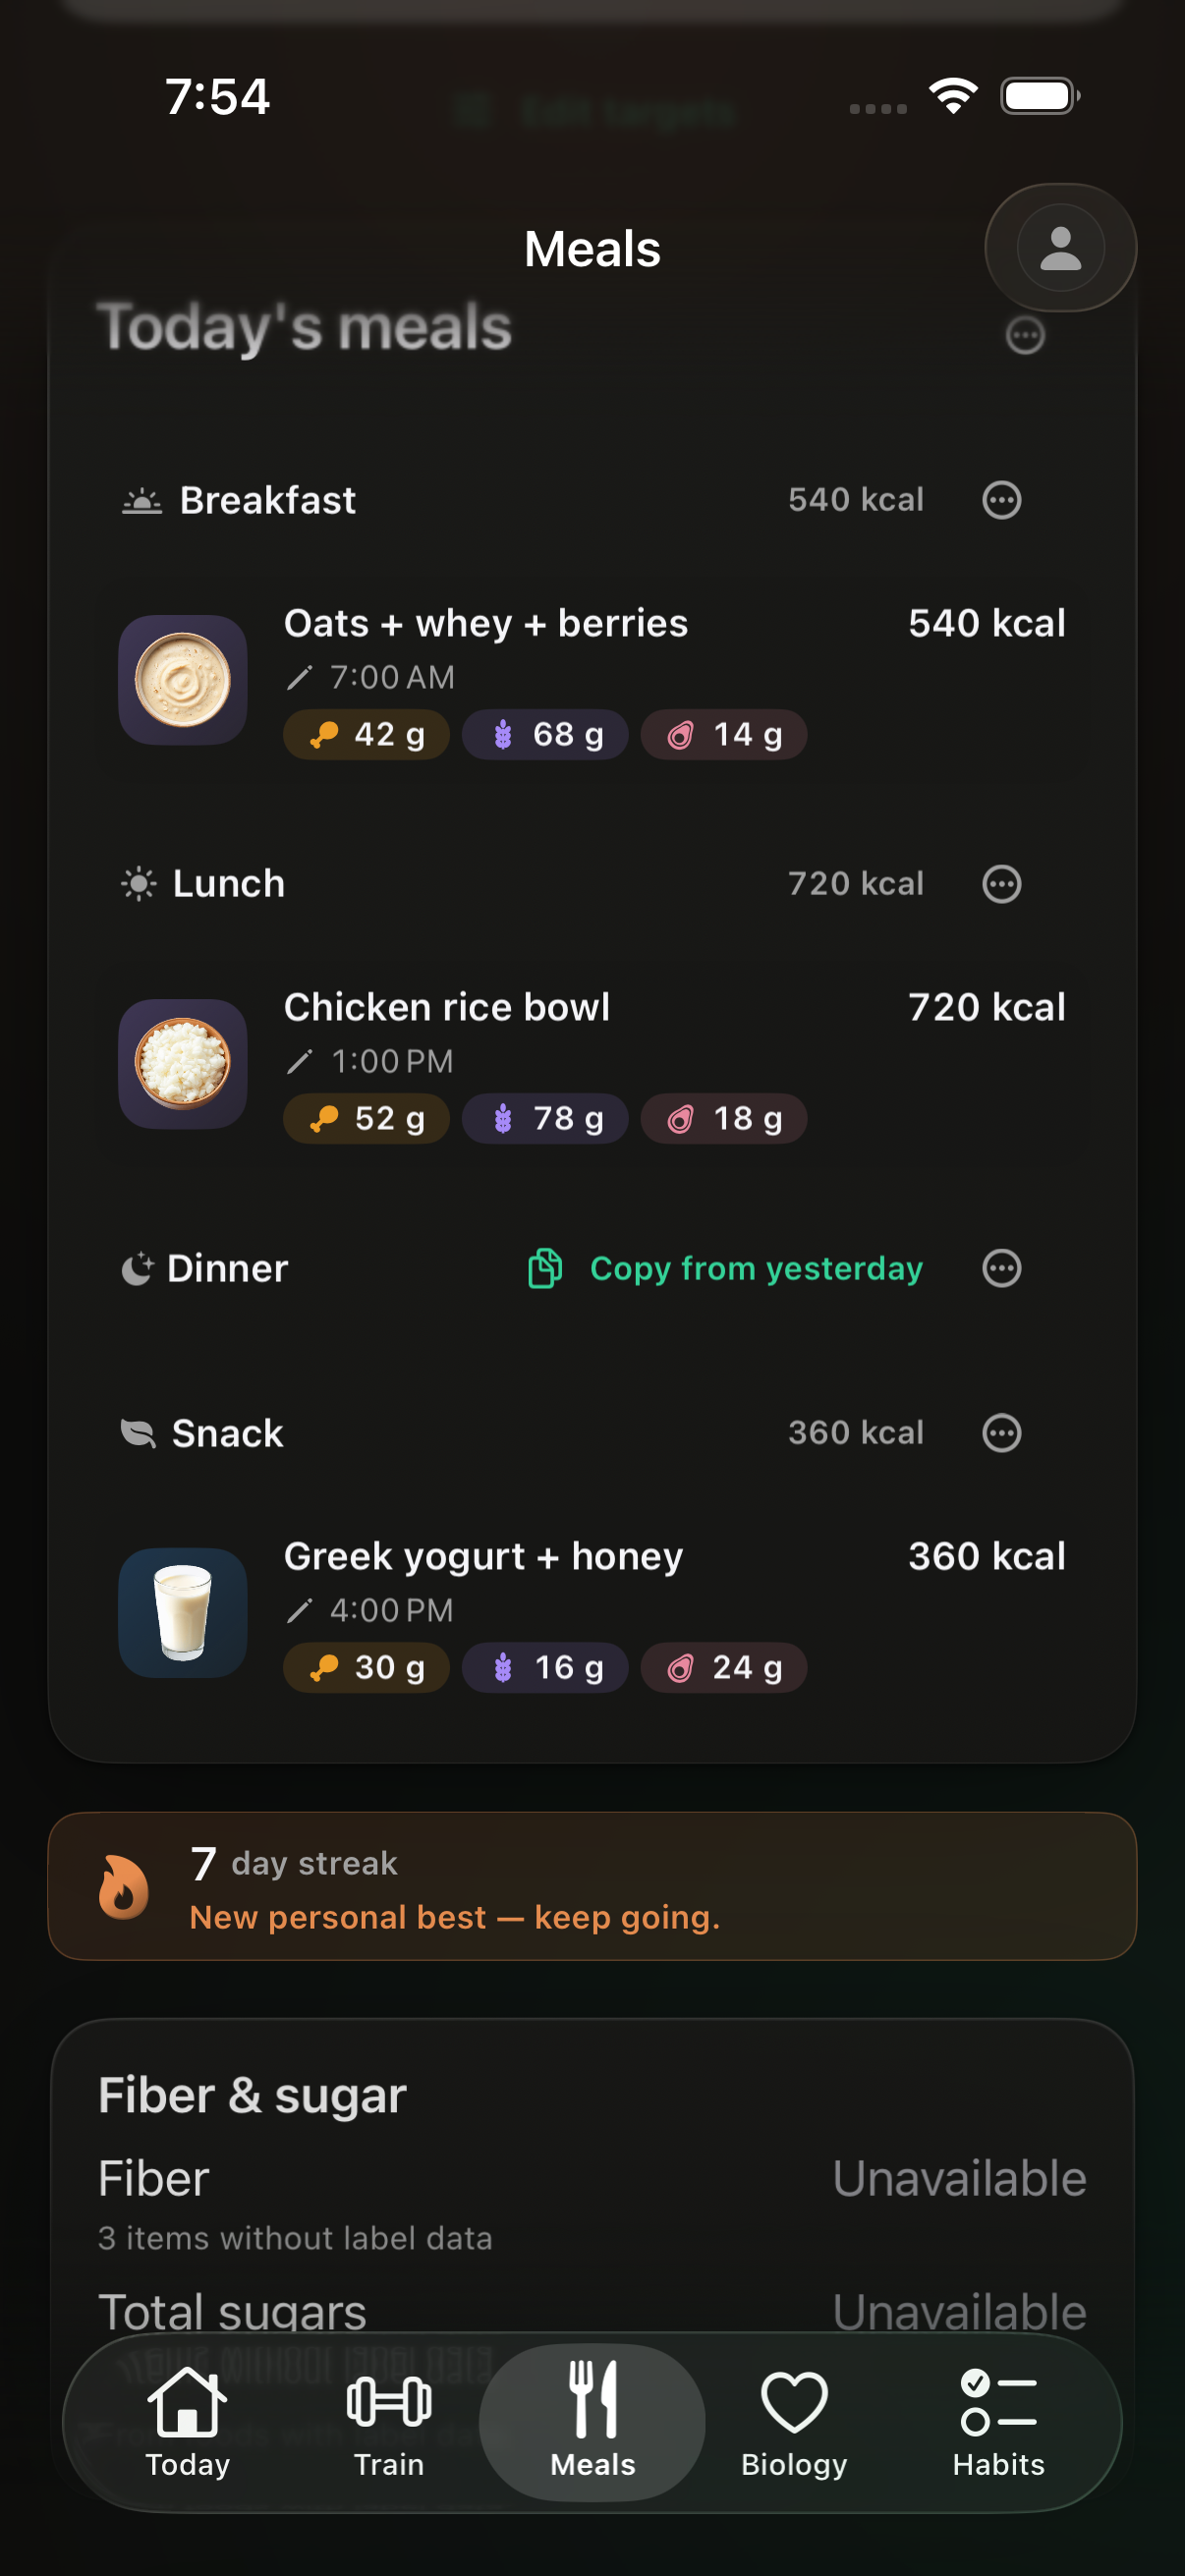 7:54
Edit targets
Meals
Today's meals
Breakfast
540 kcal
Oats + whey + berries
540 kcal
7:00 AM
42 g
68 g
14 g
Lunch
720 kcal
Chicken rice bowl
720 kcal
1:00 PM
52 g
78 g
18 g
Dinner
Copy from yesterday
Snack
360 kcal
Greek yogurt + honey
360 kcal
4:00 PM
30 g
16 g
24 g
7 day streak
New personal best — keep going.
Fiber & sugar
Fiber
Unavailable
3 items without label data
Total sugars
Unavailable
Today
Train
Meals
Biology
Habits